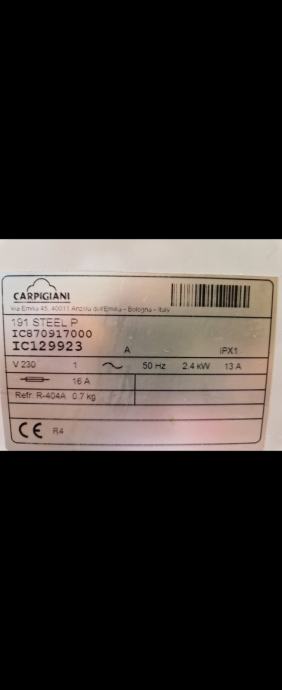 CARPIGIANI
Via Emilia 45, 40011 Anzola dell'Emilia - Bologna - Italy
191 STEEL P
IC870917000
IC129923 A IPX1
V 230 1 ~ 50 Hz 2.4 kW 13 A
16 A
Refr. R-404A 0.7 kg
CE R4